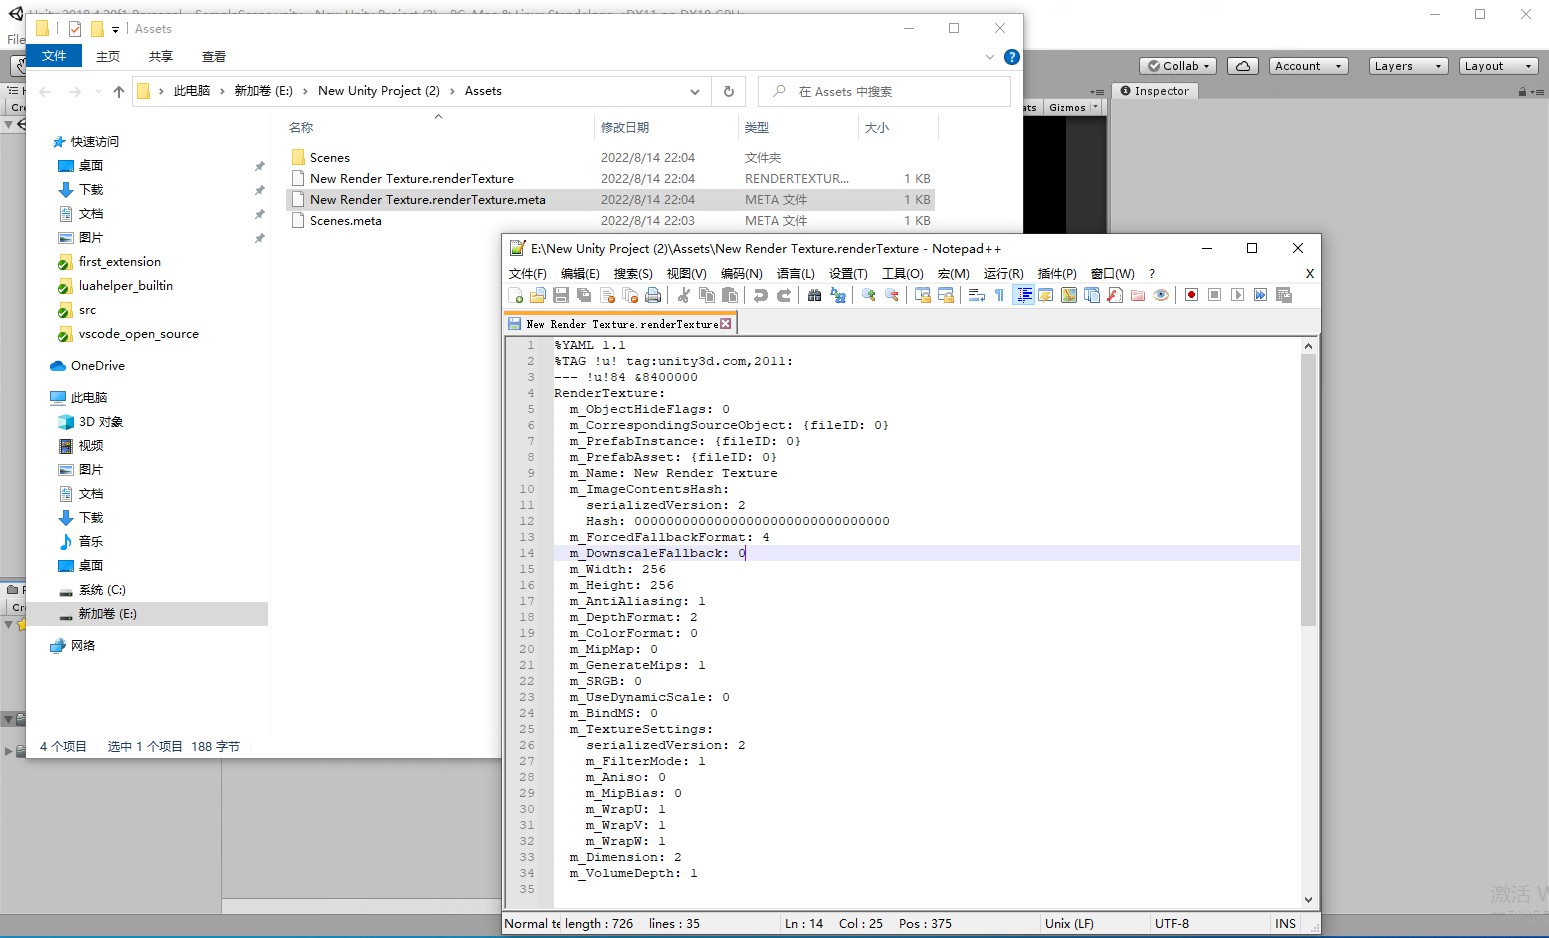 Assets
File
文件 主页 共享 查看
Collab Account Layers Layout
此电脑 新加卷 (E:) New Unity Project (2) Assets
在 Assets 中搜索
Inspector
Gizmos
名称 修改日期 类型 大小
快速访问
桌面
下载
文档
图片
first_extension
luahelper_builtin
src
vscode_open_source
OneDrive
此电脑
3D 对象
视频
图片
文档
下载
音乐
桌面
系统 (C:)
新加卷 (E:)
网络
Scenes 2022/8/14 22:04 文件夹
New Render Texture.renderTexture 2022/8/14 22:04 RENDERTEXTUR... 1 KB
New Render Texture.renderTexture.meta 2022/8/14 22:04 META 文件 1 KB
Scenes.meta 2022/8/14 22:03 META 文件 1 KB
4 个项目 选中 1 个项目 188 字节
E:\New Unity Project (2)\Assets\New Render Texture.renderTexture - Notepad++
文件(F) 编辑(E) 搜索(S) 视图(V) 编码(N) 语言(L) 设置(T) 工具(O) 宏(M) 运行(R) 插件(P) 窗口(W) ? X
New Render Texture.renderTexture
1 %YAML 1.1
2 %TAG !u! tag:unity3d.com,2011:
3 --- !u!84 &8400000
4 RenderTexture:
5 m_ObjectHideFlags: 0
6 m_CorrespondingSourceObject: {fileID: 0}
7 m_PrefabInstance: {fileID: 0}
8 m_PrefabAsset: {fileID: 0}
9 m_Name: New Render Texture
10 m_ImageContentsHash:
11 serializedVersion: 2
12 Hash: 00000000000000000000000000000000
13 m_ForcedFallbackFormat: 4
14 m_DownscaleFallback: 0
15 m_Width: 256
16 m_Height: 256
17 m_AntiAliasing: 1
18 m_DepthFormat: 2
19 m_ColorFormat: 0
20 m_MipMap: 0
21 m_GenerateMips: 1
22 m_SRGB: 0
23 m_UseDynamicScale: 0
24 m_BindMS: 0
25 m_TextureSettings:
26 serializedVersion: 2
27 m_FilterMode: 1
28 m_Aniso: 0
29 m_MipBias: 0
30 m_WrapU: 1
31 m_WrapV: 1
32 m_WrapW: 1
33 m_Dimension: 2
34 m_VolumeDepth: 1
35
Normal te length : 726 lines : 35 Ln : 14 Col : 25 Pos : 375 Unix (LF) UTF-8 INS
激活 W